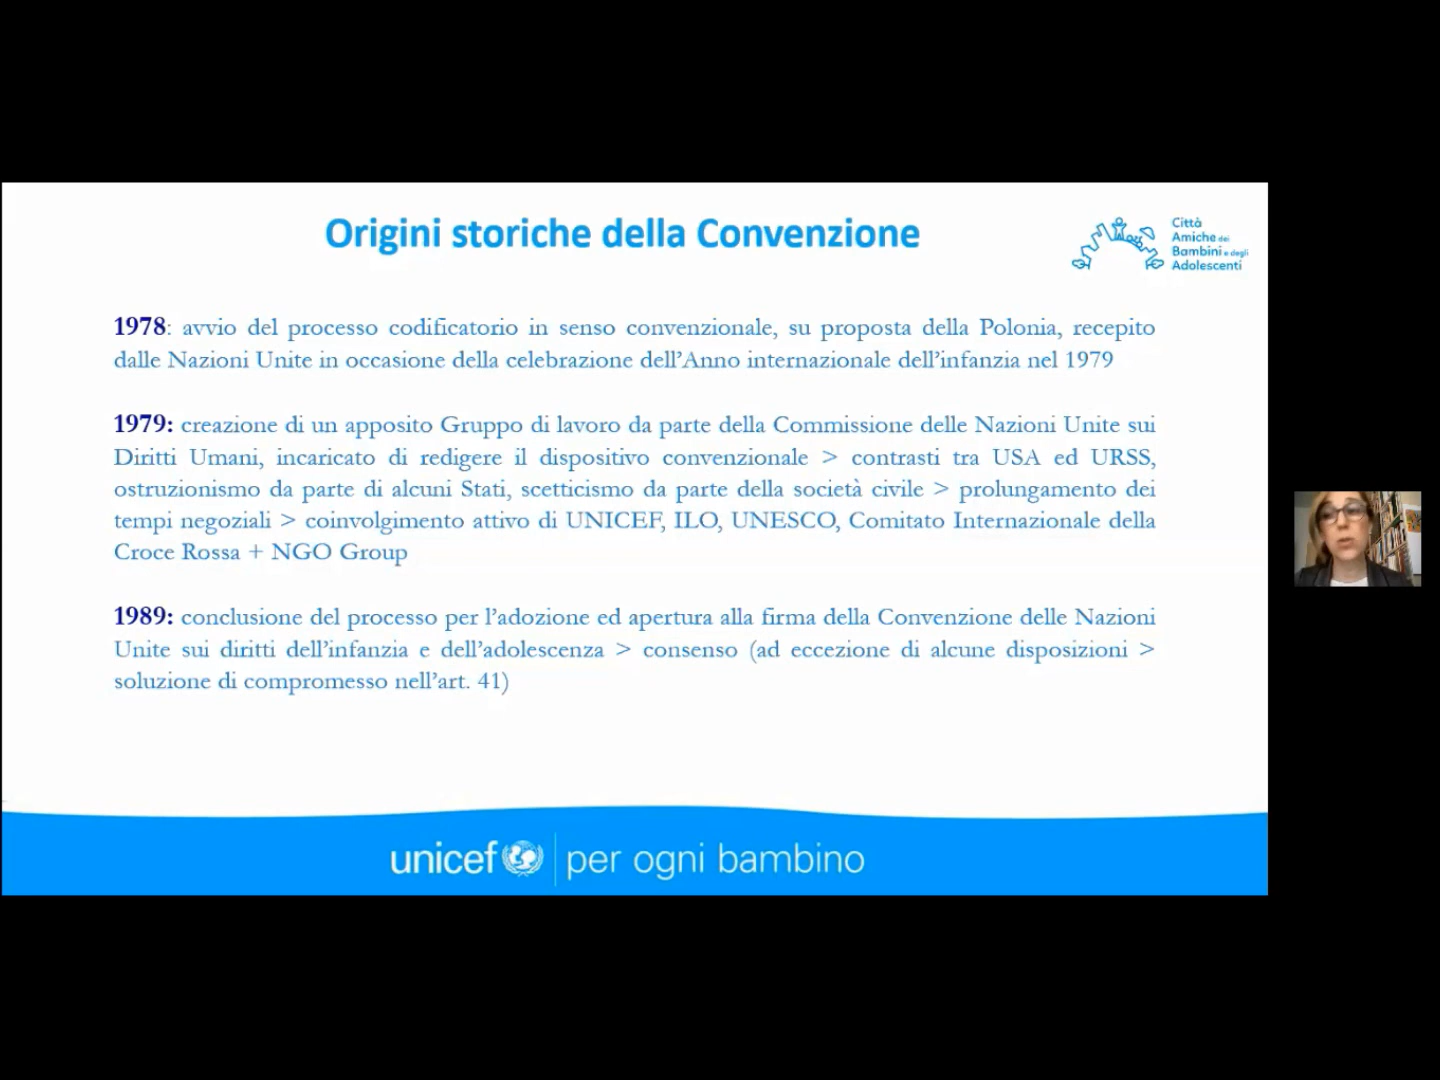 Origini storiche della Convenzione
Città
Amiche dei
Bambini e degli
Adolescenti
1978: avvio del processo codificatorio in senso convenzionale, su proposta della Polonia, recepito
dalle Nazioni Unite in occasione della celebrazione dell’Anno internazionale dell’infanzia nel 1979
1979: creazione di un apposito Gruppo di lavoro da parte della Commissione delle Nazioni Unite sui
Diritti Umani, incaricato di redigere il dispositivo convenzionale > contrasti tra USA ed URSS,
ostruzionismo da parte di alcuni Stati, scetticismo da parte della società civile > prolungamento dei
tempi negoziali > coinvolgimento attivo di UNICEF, ILO, UNESCO, Comitato Internazionale della
Croce Rossa + NGO Group
1989: conclusione del processo per l’adozione ed apertura alla firma della Convenzione delle Nazioni
Unite sui diritti dell’infanzia e dell’adolescenza > consenso (ad eccezione di alcune disposizioni >
soluzione di compromesso nell’art. 41)
unicef per ogni bambino